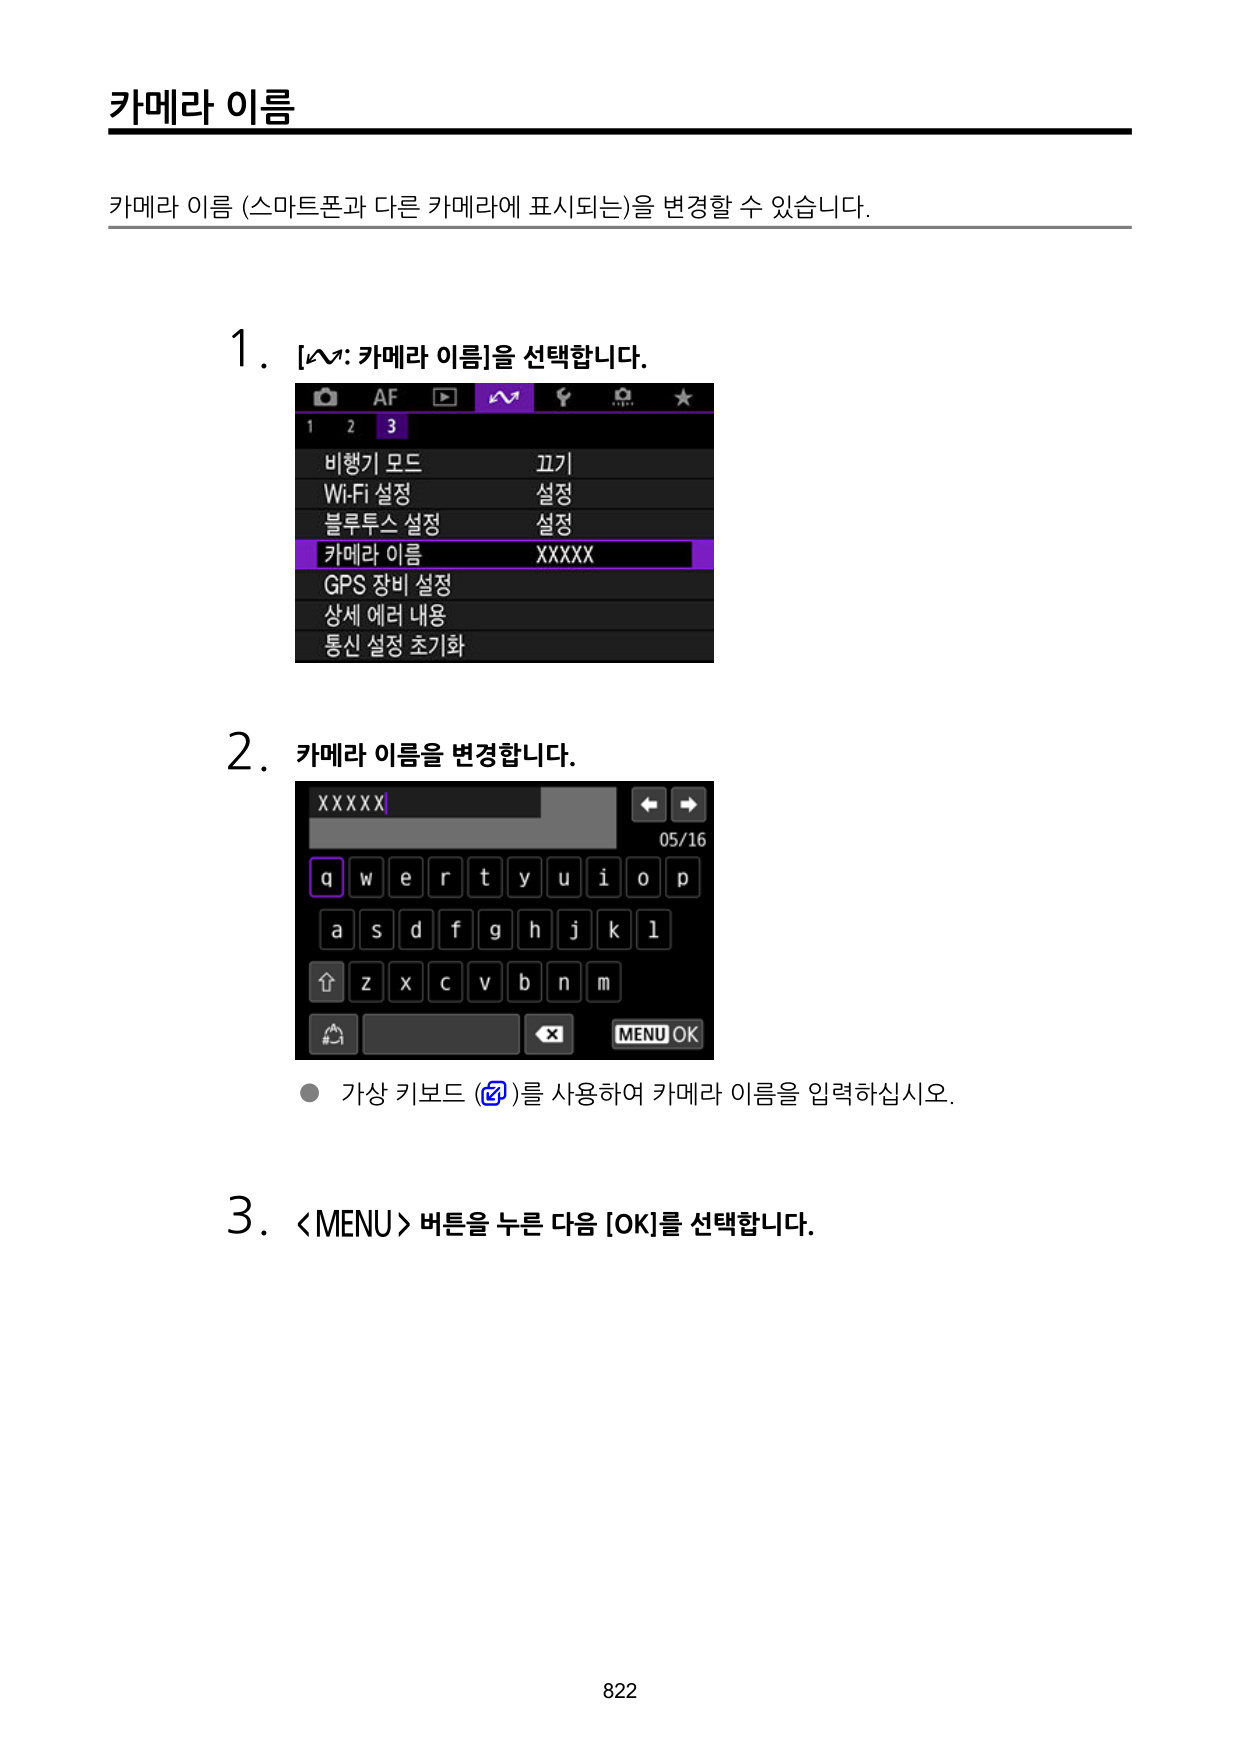 카메라 이름
카메라 이름 (스마트폰과 다른 카메라에 표시되는)을 변경할 수 있습니다.
1. [: 카메라 이름]을 선택합니다.
AF
1 2 3
비행기 모드 끄기
Wi-Fi 설정 설정
블루투스 설정 설정
카메라 이름 XXXXX
GPS 장비 설정
상세 에러 내용
통신 설정 초기화
2. 카메라 이름을 변경합니다.
XXXXX
05/16
q w e r t y u i o p
a s d f g h j k l
z x c v b n m
A#1 MENU OK
● 가상 키보드 ()를 사용하여 카메라 이름을 입력하십시오.
3. <MENU> 버튼을 누른 다음 [OK]를 선택합니다.
822